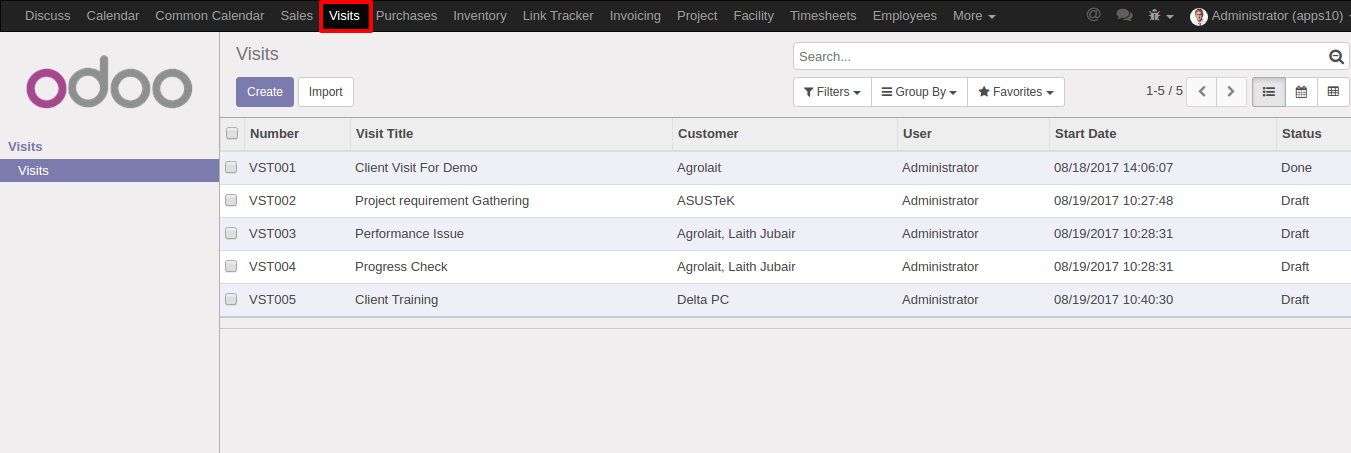 Discuss Calendar Common Calendar Sales Visits Purchases Inventory Link Tracker Invoicing Project Facility Timesheets Employees More @ Administrator (apps10)
odoo
Visits
Visits
Visits
Search...
Create Import
Filters Group By Favorites 1-5 / 5
Number Visit Title Customer User Start Date Status
VST001 Client Visit For Demo Agrolait Administrator 08/18/2017 14:06:07 Done
VST002 Project requirement Gathering ASUSTeK Administrator 08/19/2017 10:27:48 Draft
VST003 Performance Issue Agrolait, Laith Jubair Administrator 08/19/2017 10:28:31 Draft
VST004 Progress Check Agrolait, Laith Jubair Administrator 08/19/2017 10:28:31 Draft
VST005 Client Training Delta PC Administrator 08/19/2017 10:40:30 Draft